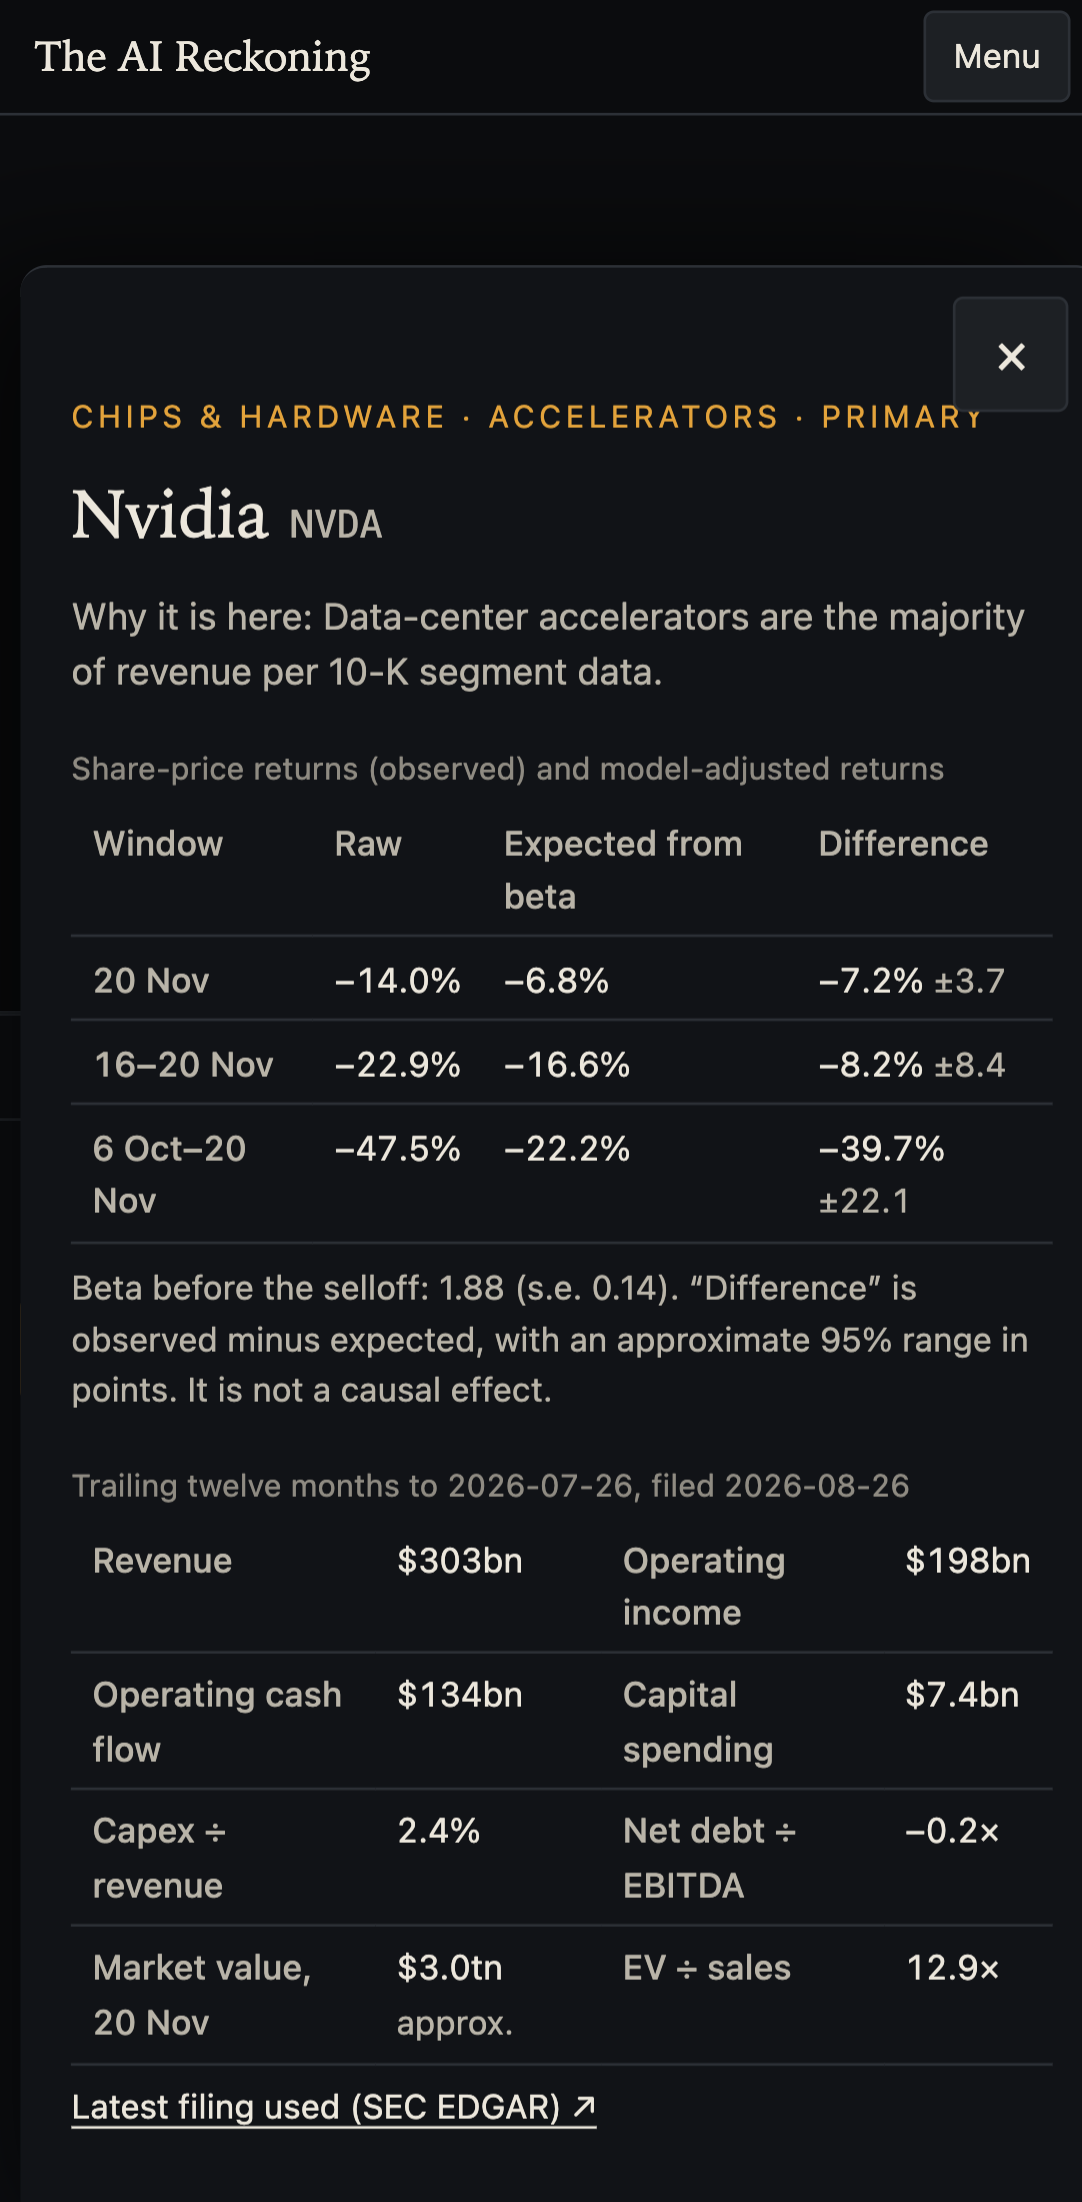 The AI Reckoning
Menu
×
CHIPS & HARDWARE · ACCELERATORS · PRIMARY
Nvidia NVDA
Why it is here: Data-center accelerators are the majority
of revenue per 10-K segment data.
Share-price returns (observed) and model-adjusted returns
Window Raw Expected from Difference
beta
20 Nov −14.0% −6.8% −7.2% ±3.7
16–20 Nov −22.9% −16.6% −8.2% ±8.4
6 Oct–20 −47.5% −22.2% −39.7%
Nov ±22.1
Beta before the selloff: 1.88 (s.e. 0.14). “Difference” is
observed minus expected, with an approximate 95% range in
points. It is not a causal effect.
Trailing twelve months to 2026-07-26, filed 2026-08-26
Revenue $303bn Operating $198bn
income
Operating cash $134bn Capital $7.4bn
flow spending
Capex ÷ 2.4% Net debt ÷ −0.2×
revenue EBITDA
Market value, $3.0tn EV ÷ sales 12.9×
20 Nov approx.
Latest filing used (SEC EDGAR) ↗